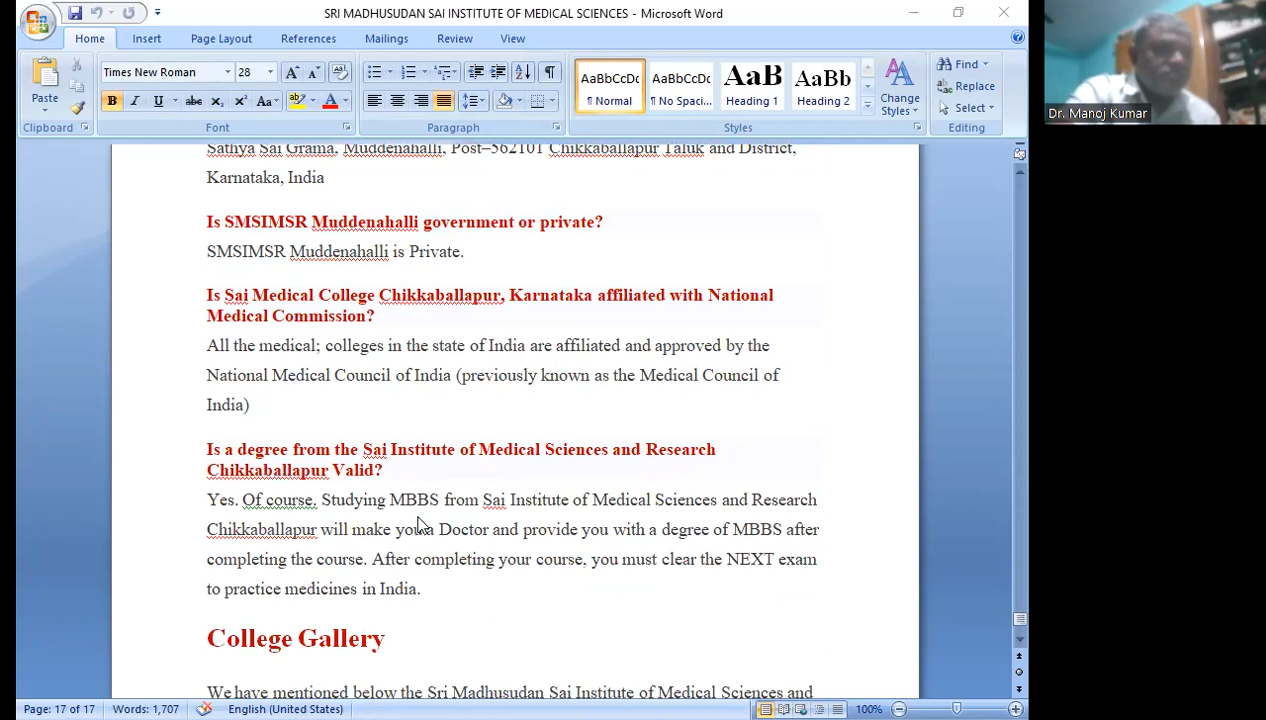 SRI MADHUSUDAN SAI INSTITUTE OF MEDICAL SCIENCES - Microsoft Word
Home Insert Page Layout References Mailings Review View
Times New Roman 28
Paste
B I U abc x₂ x² Aa A
AaBbCcDc AaBbCcDc AaB AaBb
¶ Normal ¶ No Spaci... Heading 1 Heading 2
Change Styles
Find
Replace
Select
Clipboard Font Paragraph Styles Editing
Dr. Manoj Kumar
Sathya Sai Grama, Muddenahalli, Post–562101 Chikkaballapur Taluk and District,
Karnataka, India
Is SMSIMSR Muddenahalli government or private?
SMSIMSR Muddenahalli is Private.
Is Sai Medical College Chikkaballapur, Karnataka affiliated with National
Medical Commission?
All the medical; colleges in the state of India are affiliated and approved by the
National Medical Council of India (previously known as the Medical Council of
India)
Is a degree from the Sai Institute of Medical Sciences and Research
Chikkaballapur Valid?
Yes. Of course. Studying MBBS from Sai Institute of Medical Sciences and Research
Chikkaballapur will make you a Doctor and provide you with a degree of MBBS after
completing the course. After completing your course, you must clear the NEXT exam
to practice medicines in India.
College Gallery
We have mentioned below the Sri Madhusudan Sai Institute of Medical Sciences and
Page: 17 of 17 Words: 1,707 English (United States) 100%